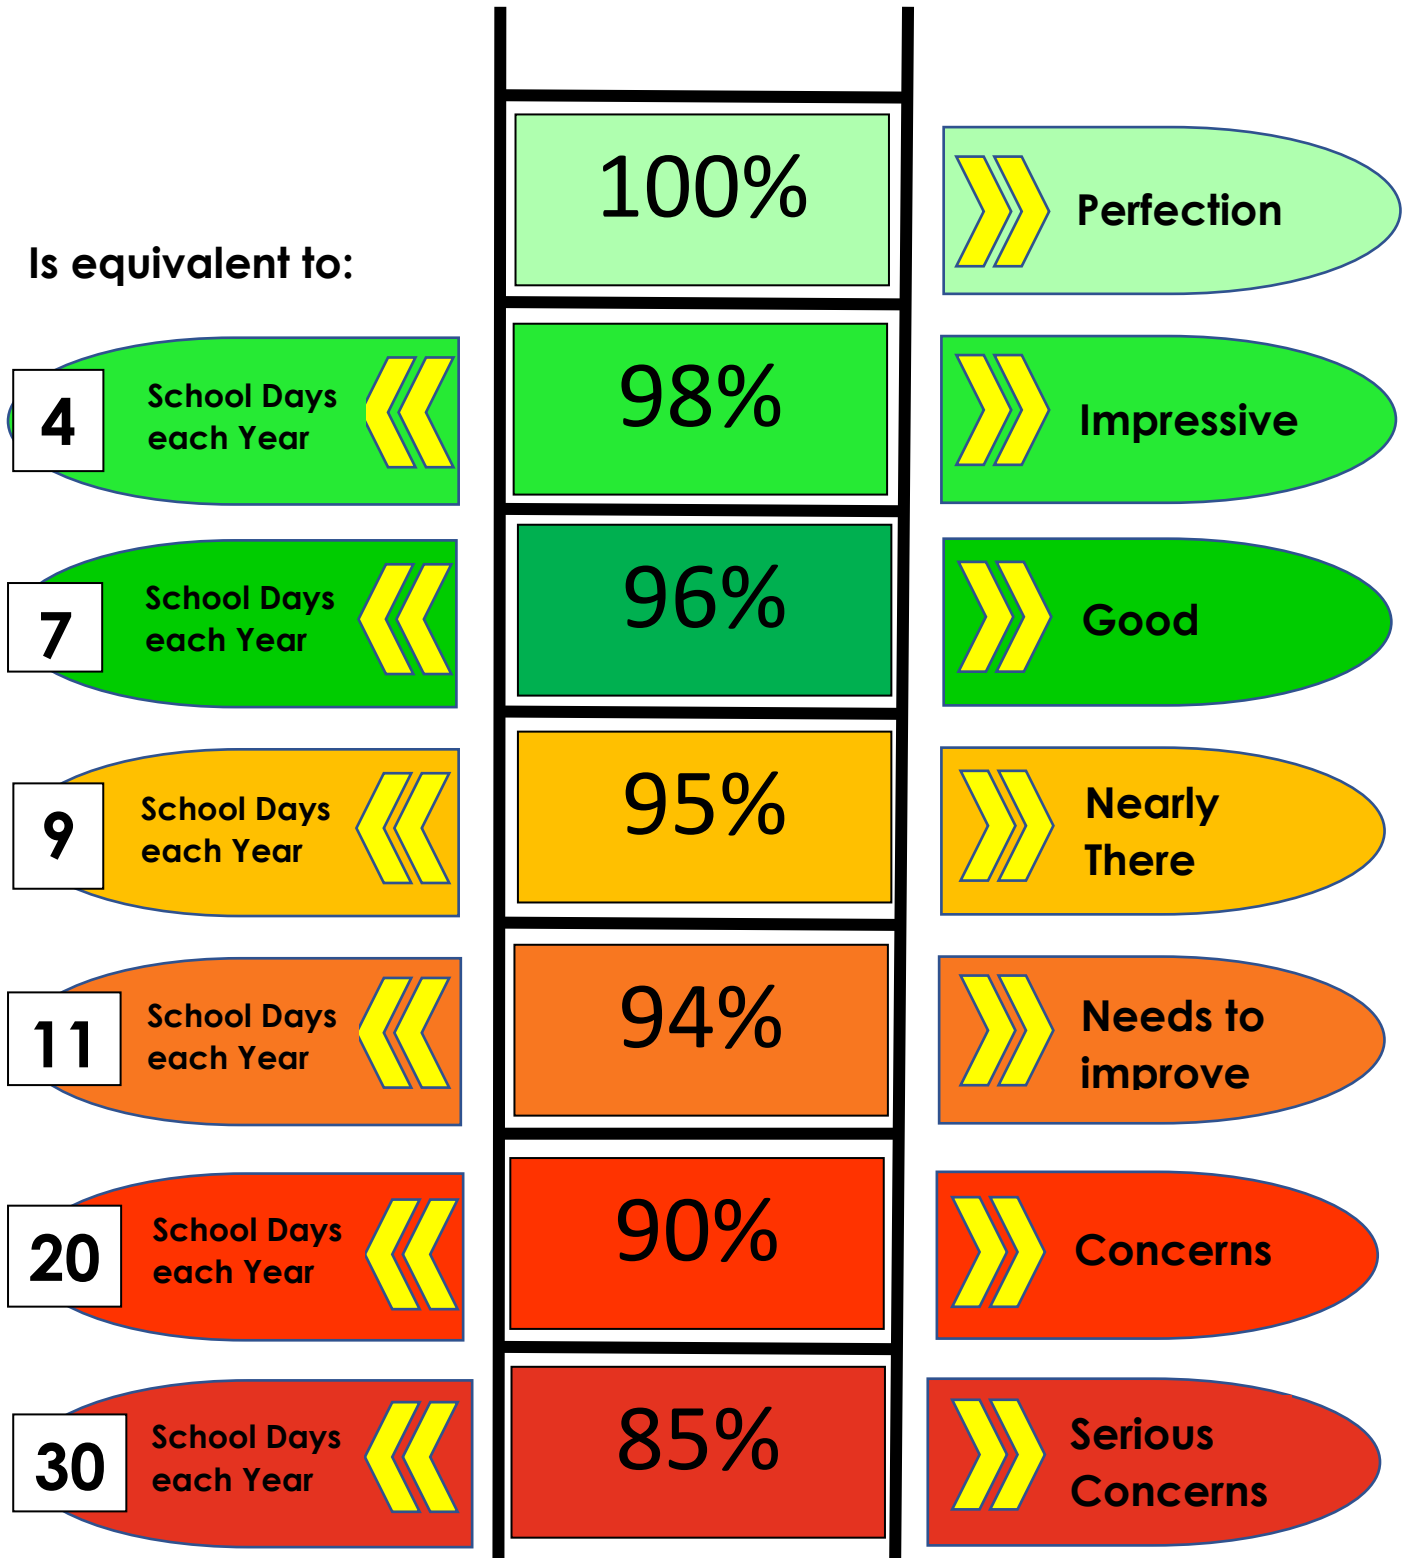 100%
Perfection
Is equivalent to:
4
School Days
each Year
98%
Impressive
7
School Days
each Year
96%
Good
9
School Days
each Year
95%
Nearly
There
11
School Days
each Year
94%
Needs to
improve
20
School Days
each Year
90%
Concerns
30
School Days
each Year
85%
Serious
Concerns